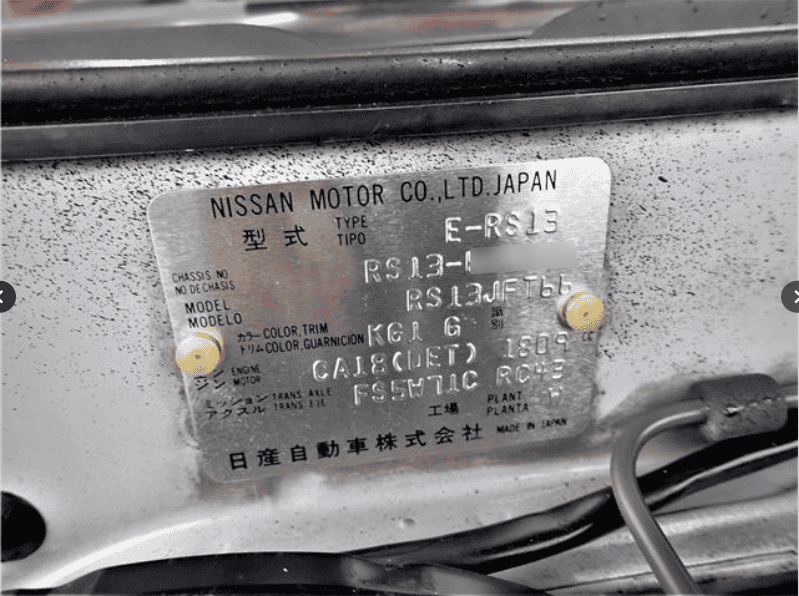 NISSAN MOTOR CO.,LTD.JAPAN
型式 TYPE TIPO E-RS13
CHASSIS NO NO DE CHASIS RS13-
MODEL MODELO RS13JFT66
カラー COLOR,TRIM
トリム COLOR,GUARNICION KG1 G 識別
ジン ENGINE MOTOR CA18(DET) 1809 CC
ミッション TRANS AXLE
アクスル TRANS EJE FS5W71C RC43
工場 PLANT PLANTA W
日産自動車株式会社 MADE IN JAPAN